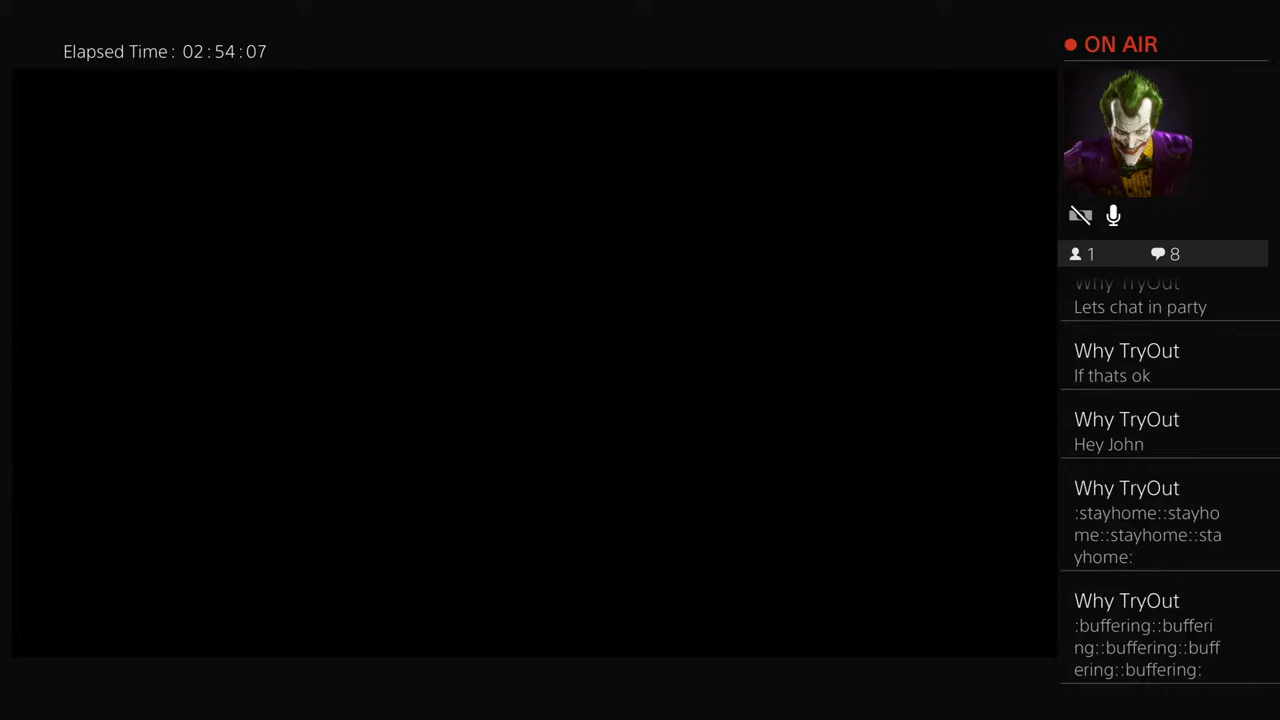 Elapsed Time: 02:54:07
ON AIR
1 8
Why TryOut
Lets chat in party
Why TryOut
If thats ok
Why TryOut
Hey John
Why TryOut
:stayhome::stayho
me::stayhome::sta
yhome:
Why TryOut
:buffering::bufferi
ng::buffering::buff
ering::buffering: